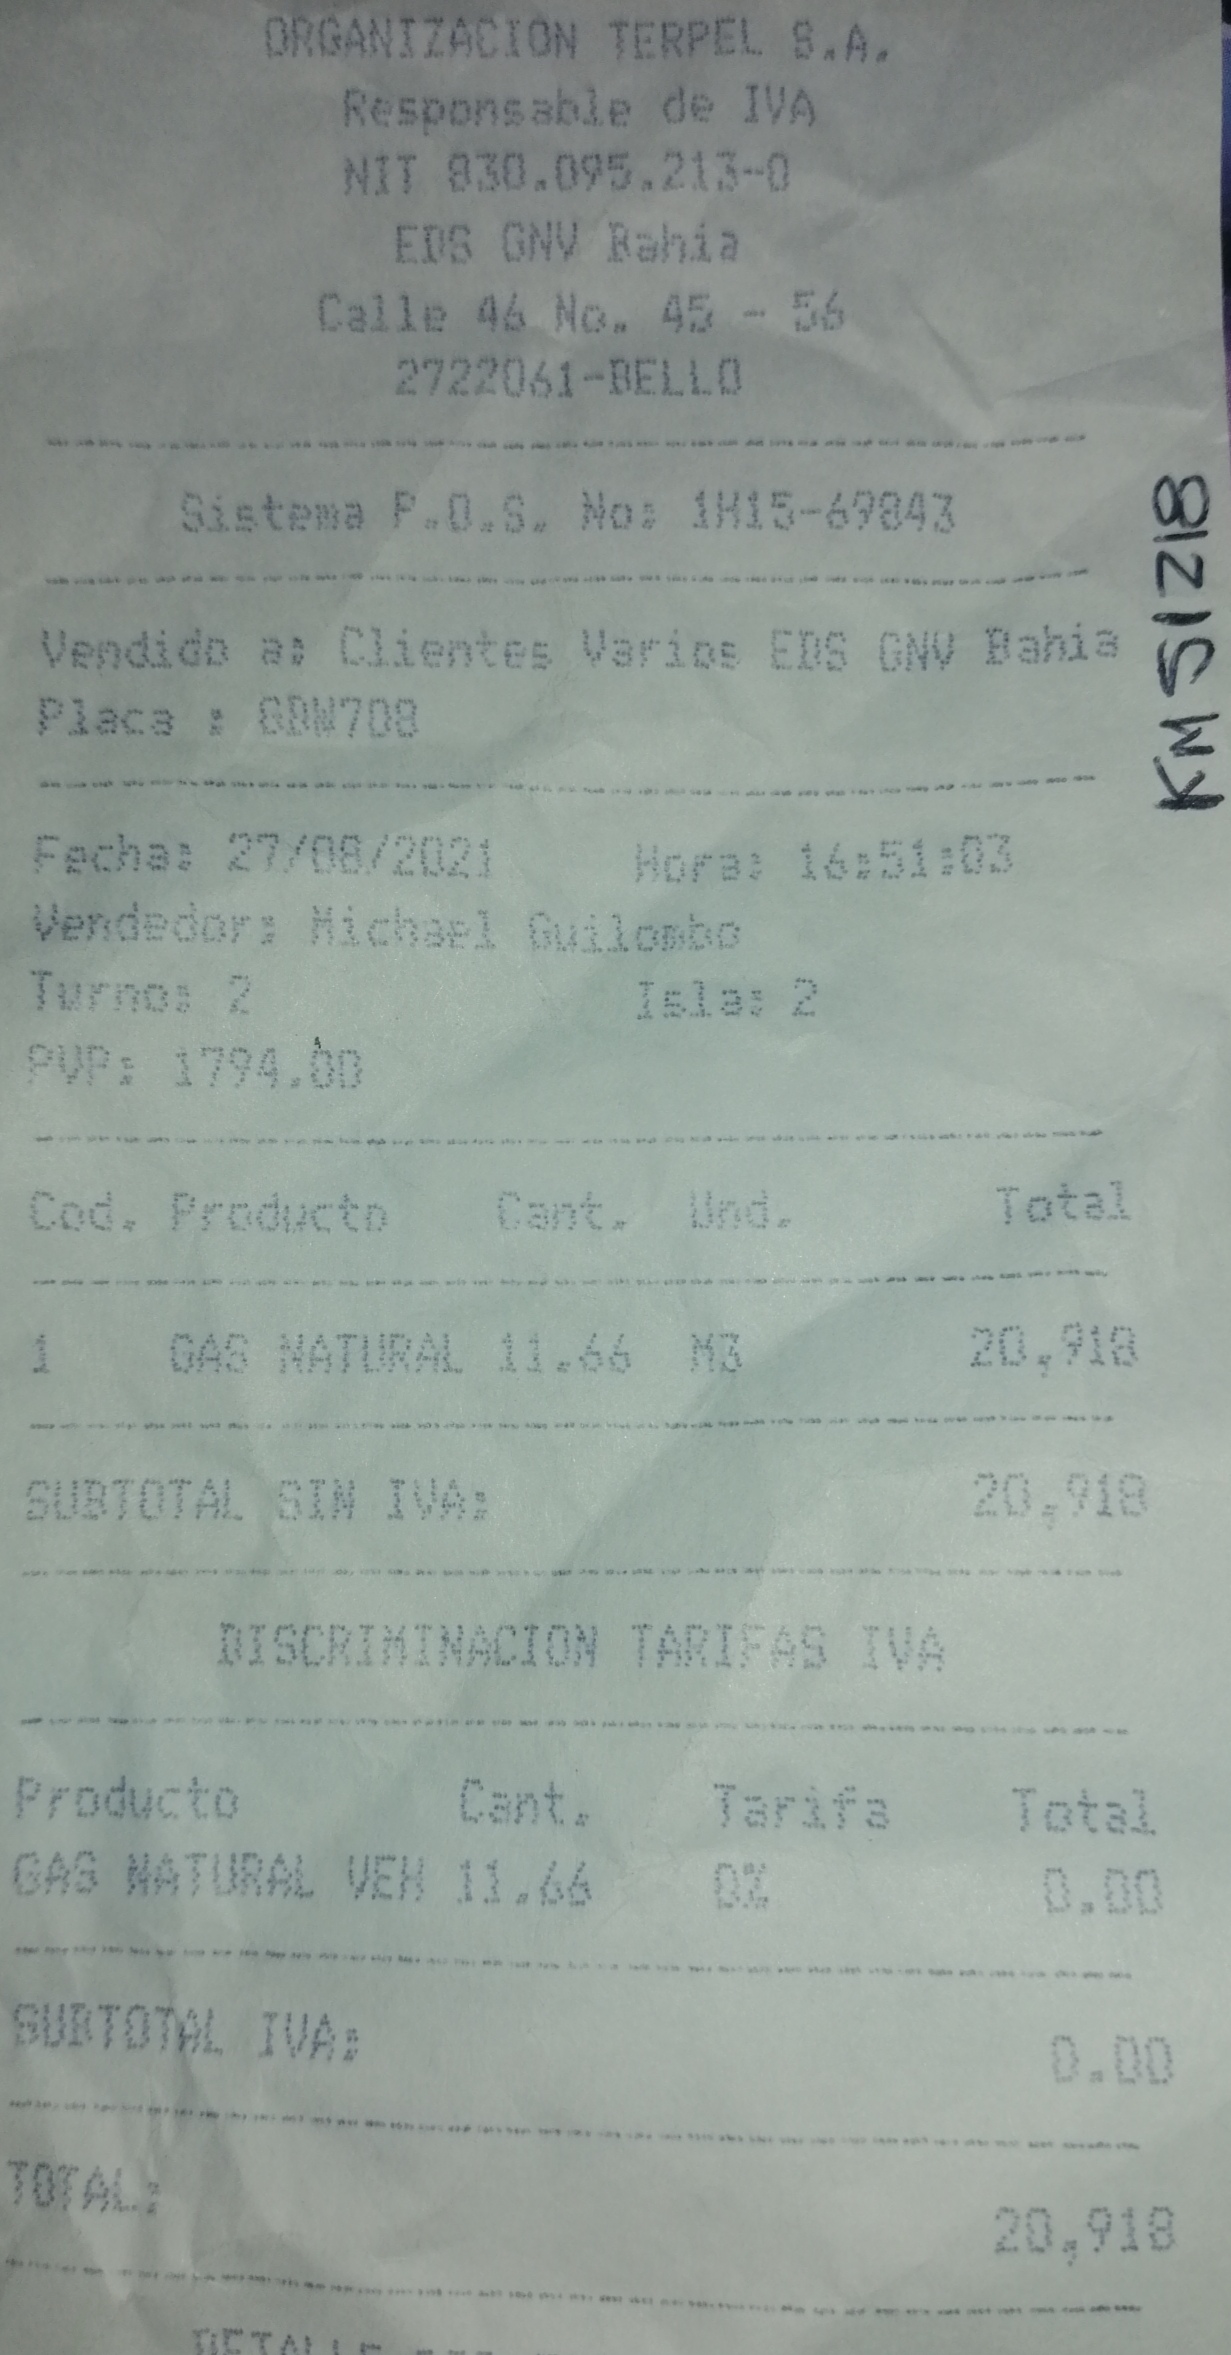 ORGANIZACION TERPEL S.A.
Responsable de IVA
NIT 830.095.213-0
EDS GNV Bahia
Calle 46 No. 45 - 56
2722061-BELLO
Sistema P.O.S. No: 1H15-69843
Vendido a: Clientes Varios EDS GNV Bahia
Placa :
KM 51218
Fecha: 27/08/2021 Hora: 16:51:03
Vendedor: Michael Guilombo
Turno: 2 Isla: 2
PVP: 1794.00
Cod. Producto Cant. Und. Total
1 GAS NATURAL 11.66 M3 20,918
SUBTOTAL SIN IVA: 20,918
DISCRIMINACION TARIFAS IVA
Producto Cant. Tarifa Total
GAS NATURAL VEH 11.66 0% 0.00
SUBTOTAL IVA: 0.00
TOTAL: 20,918